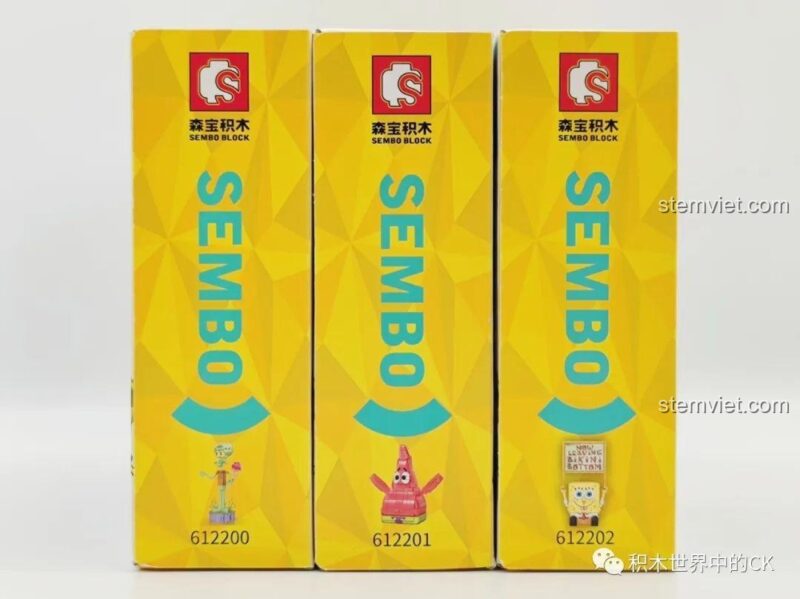 森宝积木
SEMBO BLOCK
SEMBO
612200
森宝积木
SEMBO BLOCK
SEMBO
612201
森宝积木
SEMBO BLOCK
SEMBO
NOW
LEAVING
BIKINI
BOTTOM
612202
stemviet.com
stemviet.com
积木世界中的CK